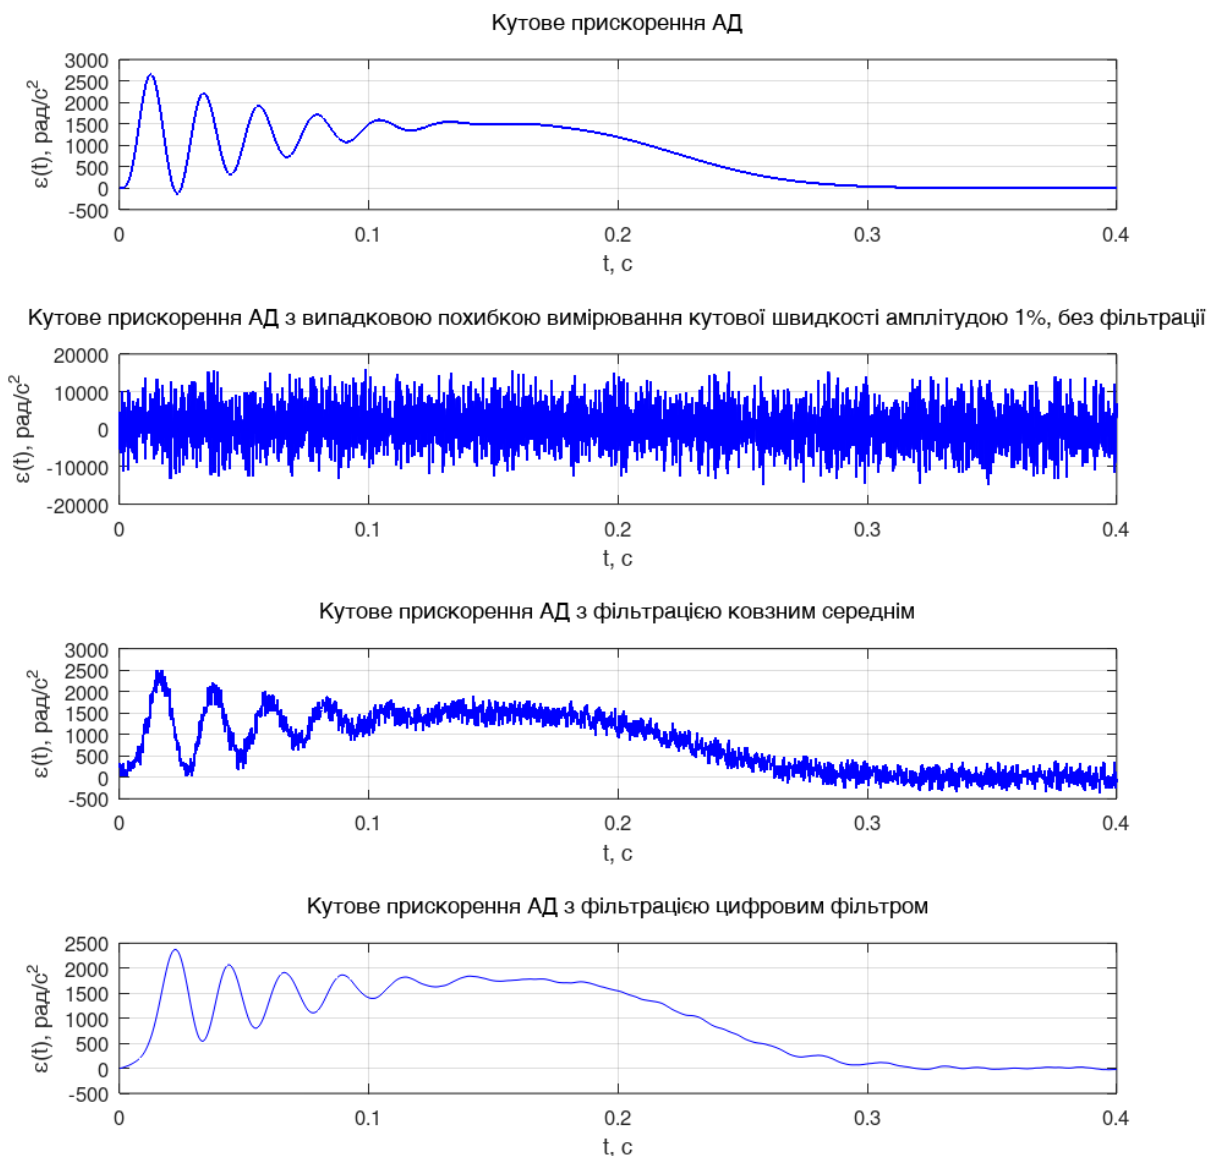 Кутове прискорення АД
3000
2500
2000
1500
1000
500
0
-500
ε(t), рад/с²
0 0.1 0.2 0.3 0.4
t, с
Кутове прискорення АД з випадковою похибкою вимірювання кутової швидкості амплітудою 1%, без фільтрації
20000
10000
0
-10000
-20000
ε(t), рад/с²
0 0.1 0.2 0.3 0.4
t, с
Кутове прискорення АД з фільтрацією ковзним середнім
3000
2500
2000
1500
1000
500
0
-500
ε(t), рад/с²
0 0.1 0.2 0.3 0.4
t, с
Кутове прискорення АД з фільтрацією цифровим фільтром
2500
2000
1500
1000
500
0
-500
ε(t), рад/с²
0 0.1 0.2 0.3 0.4
t, с